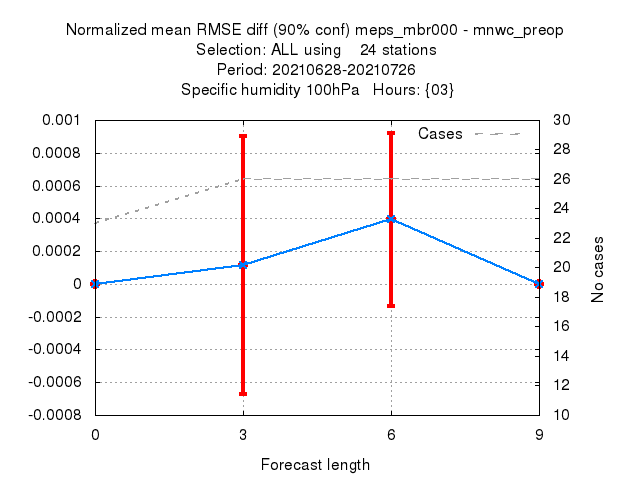 Normalized mean RMSE diff (90% conf) meps_mbr000 - mnwc_preop
Selection: ALL using    24 stations
Period: 20210628-20210726
Specific humidity 100hPa   Hours: {03}
Cases
0.001
0.0008
0.0006
0.0004
0.0002
0
-0.0002
-0.0004
-0.0006
-0.0008
30
28
26
24
22
20
18
16
14
12
10
No cases
0 3 6 9
Forecast length